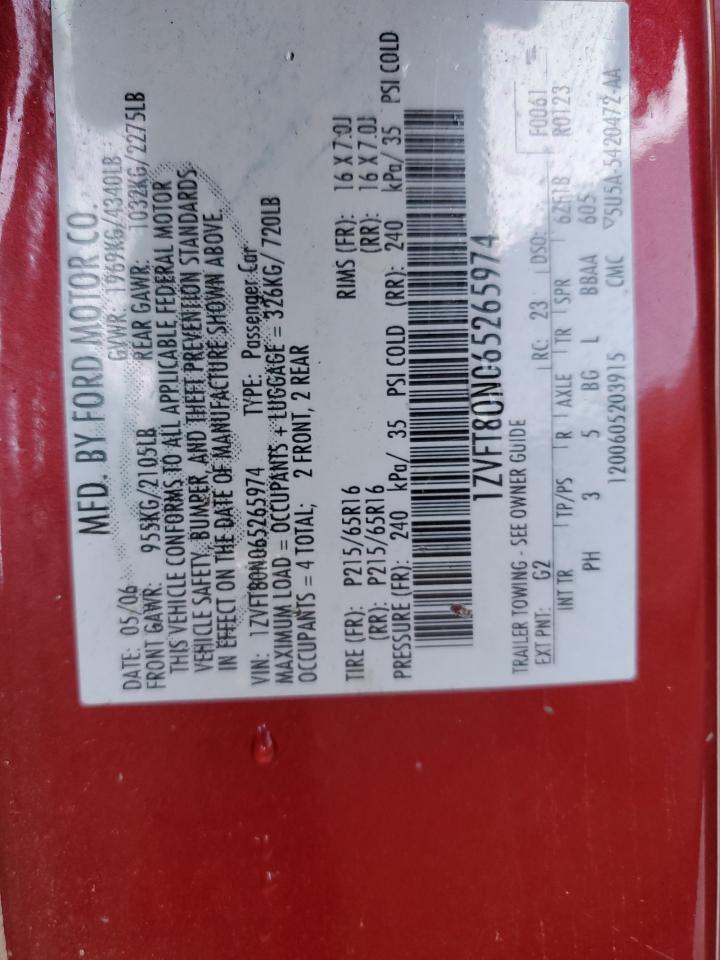 MFD. BY FORD MOTOR CO.
DATE: 05/06 GVWR: 1969KG/4340LB
FRONT GAWR: 955KG/2105LB REAR GAWR: 1032KG/2275LB
THIS VEHICLE CONFORMS TO ALL APPLICABLE FEDERAL MOTOR
VEHICLE SAFETY, BUMPER, AND THEFT PREVENTION STANDARDS
IN EFFECT ON THE DATE OF MANUFACTURE SHOWN ABOVE.
VIN: 1ZVFT80N065265974 TYPE: Passenger Car
MAXIMUM LOAD = OCCUPANTS + LUGGAGE = 326KG/ 720LB
OCCUPANTS = 4 TOTAL; 2 FRONT, 2 REAR
TIRE (FR): P215/65R16 RIMS (FR): 16 X 7.0J
(RR): P215/65R16 (RR): 16 X 7.0J
PRESSURE (FR): 240 kPa/ 35 PSI COLD (RR): 240 kPa/ 35 PSI COLD
1ZVFT80N065265974
TRAILER TOWING - SEE OWNER GUIDE
EXT PNT: G2 RC: 23 DSO: F0061
INT TR TP/PS R AXLE TR SPR 6Z61B R0123
PH 3 5 BG L BBAA 605
1200605203915 CMC ▽5U5A-5420472-AA